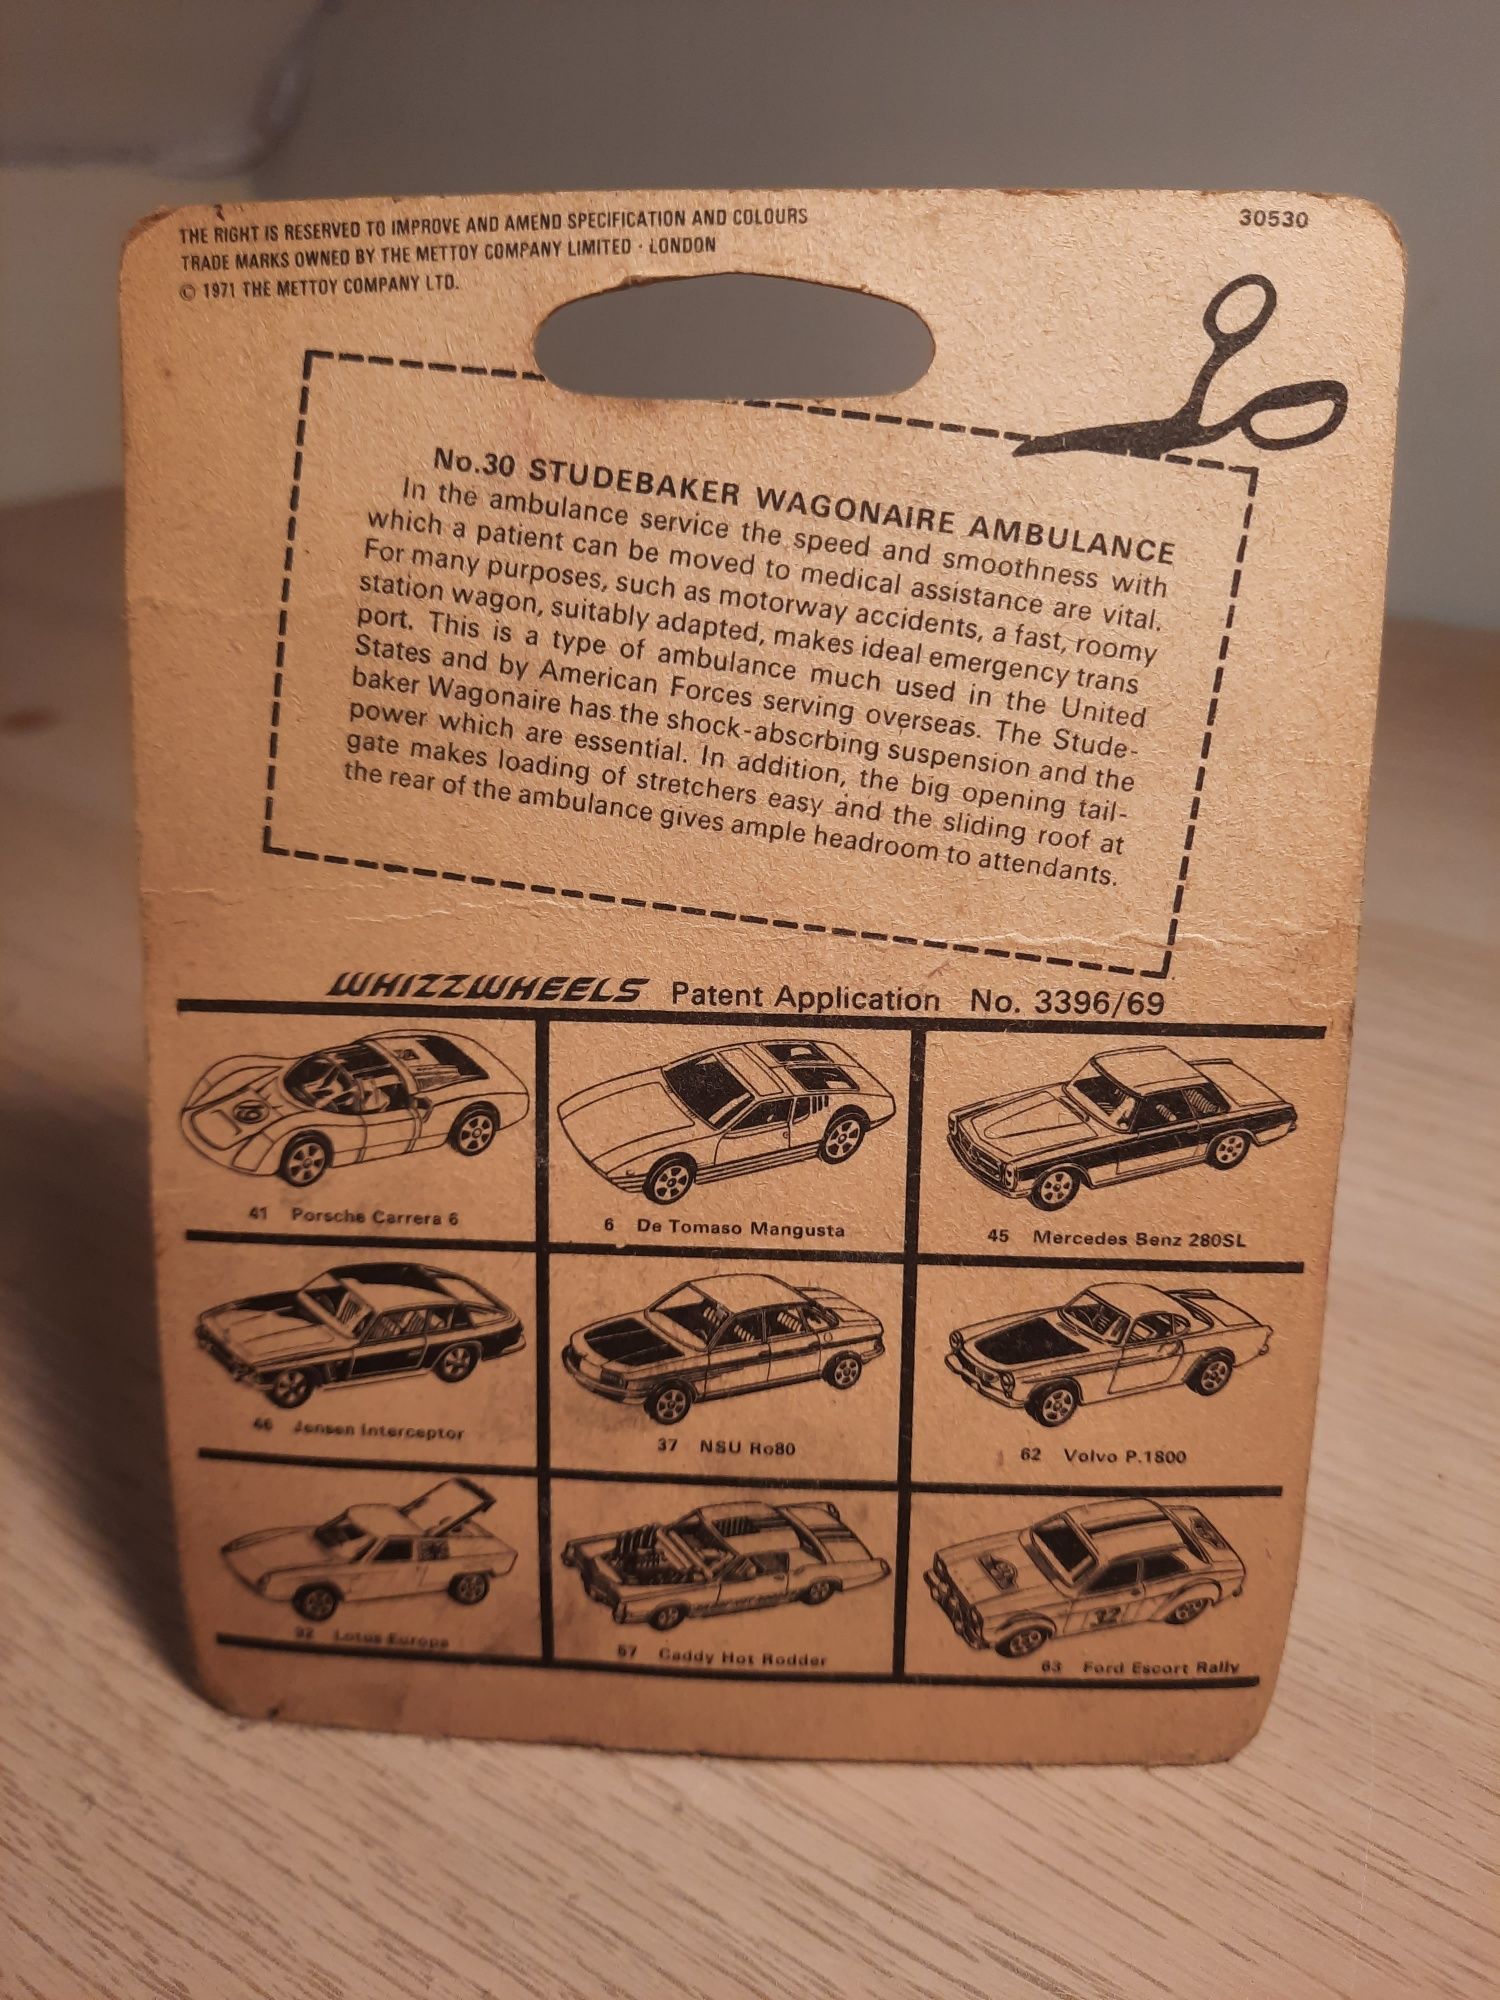 THE RIGHT IS RESERVED TO IMPROVE AND AMEND SPECIFICATION AND COLOURS
TRADE MARKS OWNED BY THE METTOY COMPANY LIMITED · LONDON
© 1971 THE METTOY COMPANY LTD.
30530
No.30 STUDEBAKER WAGONAIRE AMBULANCE
In the ambulance service the speed and smoothness with
which a patient can be moved to medical assistance are vital.
For many purposes, such as motorway accidents, a fast, roomy
station wagon, suitably adapted, makes ideal emergency trans
port. This is a type of ambulance much used in the United
States and by American Forces serving overseas. The Stude-
baker Wagonaire has the shock-absorbing suspension and the
power which are essential. In addition, the big opening tail-
gate makes loading of stretchers easy and the sliding roof at
the rear of the ambulance gives ample headroom to attendants.
WHIZZWHEELS Patent Application No. 3396/69
6
41 Porsche Carrera 6
6 De Tomaso Mangusta
45 Mercedes Benz 280SL
46 Jensen Interceptor
37 NSU Ro80
62 Volvo P.1800
32
Lotus Europa
67 Caddy Hot Rodder
63 Ford Escort Rally